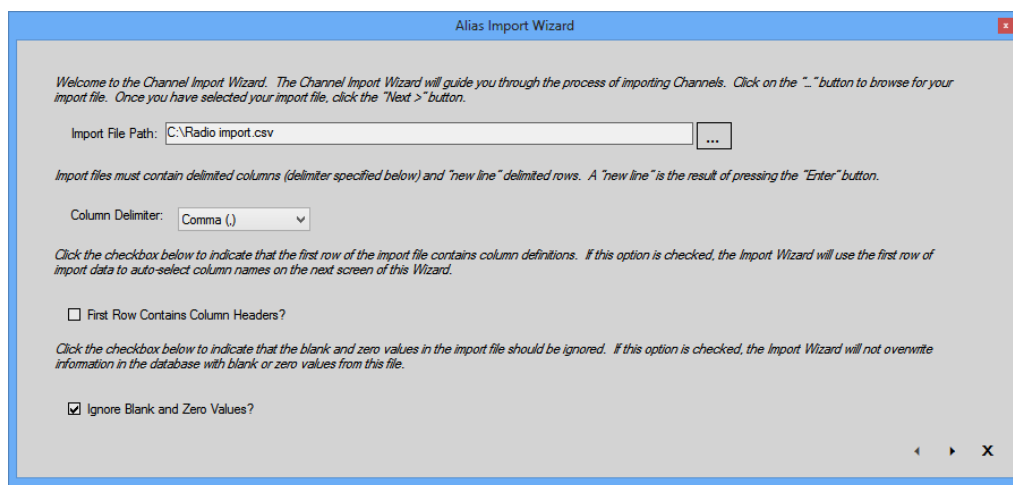 Alias Import Wizard
x
Welcome to the Channel Import Wizard. The Channel Import Wizard will guide you through the process of importing Channels. Click on the "..." button to browse for your
import file. Once you have selected your import file, click the "Next >" button.
Import File Path: C:\Radio import.csv ...
Import files must contain delimited columns (delimiter specified below) and "new line" delimited rows. A "new line" is the result of pressing the "Enter" button.
Column Delimiter: Comma (,)
Click the checkbox below to indicate that the first row of the import file contains column definitions. If this option is checked, the Import Wizard will use the first row of
import data to auto-select column names on the next screen of this Wizard.
First Row Contains Column Headers?
Click the checkbox below to indicate that the blank and zero values in the import file should be ignored. If this option is checked, the Import Wizard will not overwrite
information in the database with blank or zero values from this file.
Ignore Blank and Zero Values?
X